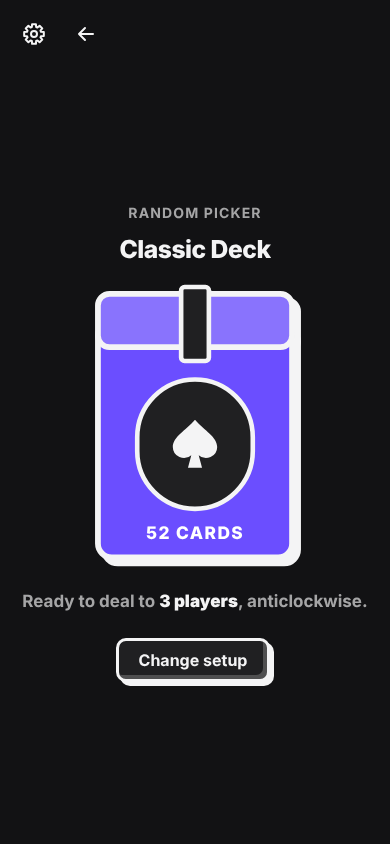 RANDOM PICKER
Classic Deck
52 CARDS
Ready to deal to 3 players, anticlockwise.
Change setup